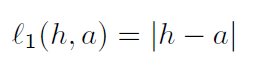 ℓ₁(h, a) = |h − a|